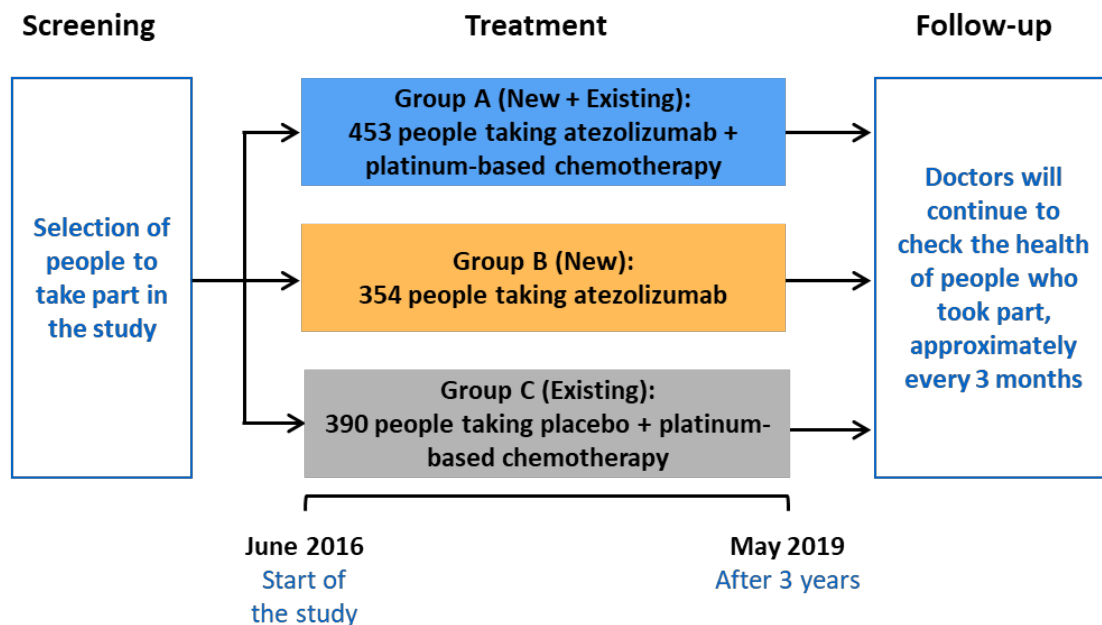 Screening
Treatment
Follow-up
Selection of
people to
take part in
the study
Group A (New + Existing):
453 people taking atezolizumab +
platinum-based chemotherapy
Group B (New):
354 people taking atezolizumab
Group C (Existing):
390 people taking placebo + platinum-
based chemotherapy
Doctors will
continue to
check the health
of people who
took part,
approximately
every 3 months
June 2016
Start of
the study
May 2019
After 3 years